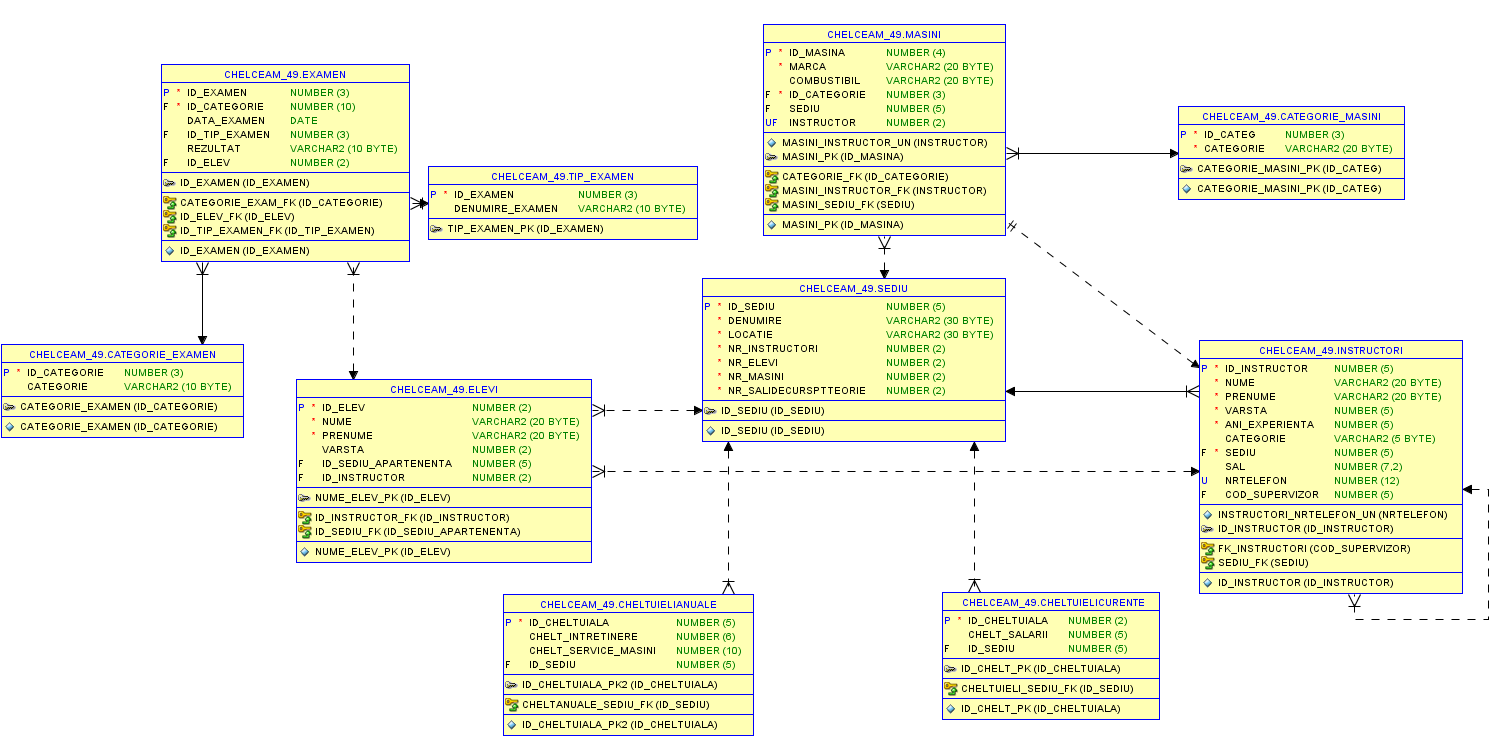 CHELCEAM_49.EXAMEN
P * ID_EXAMEN NUMBER (3)
F * ID_CATEGORIE NUMBER (10)
DATA_EXAMEN DATE
F ID_TIP_EXAMEN NUMBER (3)
REZULTAT VARCHAR2 (10 BYTE)
F ID_ELEV NUMBER (2)
ID_EXAMEN (ID_EXAMEN)
CATEGORIE_EXAM_FK (ID_CATEGORIE)
ID_ELEV_FK (ID_ELEV)
ID_TIP_EXAMEN_FK (ID_TIP_EXAMEN)
ID_EXAMEN (ID_EXAMEN)
CHELCEAM_49.TIP_EXAMEN
P * ID_EXAMEN NUMBER (3)
DENUMIRE_EXAMEN VARCHAR2 (10 BYTE)
TIP_EXAMEN_PK (ID_EXAMEN)
CHELCEAM_49.MASINI
P * ID_MASINA NUMBER (4)
* MARCA VARCHAR2 (20 BYTE)
COMBUSTIBIL VARCHAR2 (20 BYTE)
F * ID_CATEGORIE NUMBER (3)
F SEDIU NUMBER (5)
UF INSTRUCTOR NUMBER (2)
MASINI_INSTRUCTOR_UN (INSTRUCTOR)
MASINI_PK (ID_MASINA)
CATEGORIE_FK (ID_CATEGORIE)
MASINI_INSTRUCTOR_FK (INSTRUCTOR)
MASINI_SEDIU_FK (SEDIU)
MASINI_PK (ID_MASINA)
CHELCEAM_49.CATEGORIE_MASINI
P * ID_CATEG NUMBER (3)
* CATEGORIE VARCHAR2 (20 BYTE)
CATEGORIE_MASINI_PK (ID_CATEG)
CATEGORIE_MASINI_PK (ID_CATEG)
CHELCEAM_49.CATEGORIE_EXAMEN
P * ID_CATEGORIE NUMBER (3)
CATEGORIE VARCHAR2 (10 BYTE)
CATEGORIE_EXAMEN (ID_CATEGORIE)
CATEGORIE_EXAMEN (ID_CATEGORIE)
CHELCEAM_49.ELEVI
P * ID_ELEV NUMBER (2)
* NUME VARCHAR2 (20 BYTE)
* PRENUME VARCHAR2 (20 BYTE)
VARSTA NUMBER (2)
F ID_SEDIU_APARTENENTA NUMBER (5)
F ID_INSTRUCTOR NUMBER (2)
NUME_ELEV_PK (ID_ELEV)
ID_INSTRUCTOR_FK (ID_INSTRUCTOR)
ID_SEDIU_FK (ID_SEDIU_APARTENENTA)
NUME_ELEV_PK (ID_ELEV)
CHELCEAM_49.SEDIU
P * ID_SEDIU NUMBER (5)
* DENUMIRE VARCHAR2 (30 BYTE)
* LOCATIE VARCHAR2 (30 BYTE)
* NR_INSTRUCTORI NUMBER (2)
* NR_ELEVI NUMBER (2)
* NR_MASINI NUMBER (2)
* NR_SALIDECURSPTTEORIE NUMBER (2)
ID_SEDIU (ID_SEDIU)
ID_SEDIU (ID_SEDIU)
CHELCEAM_49.INSTRUCTORI
P * ID_INSTRUCTOR NUMBER (5)
* NUME VARCHAR2 (20 BYTE)
* PRENUME VARCHAR2 (20 BYTE)
* VARSTA NUMBER (5)
* ANI_EXPERIENTA NUMBER (5)
CATEGORIE VARCHAR2 (5 BYTE)
F * SEDIU NUMBER (5)
SAL NUMBER (7,2)
U NRTELEFON NUMBER (12)
F COD_SUPERVIZOR NUMBER (5)
INSTRUCTORI_NRTELEFON_UN (NRTELEFON)
ID_INSTRUCTOR (ID_INSTRUCTOR)
FK_INSTRUCTORI (COD_SUPERVIZOR)
SEDIU_FK (SEDIU)
ID_INSTRUCTOR (ID_INSTRUCTOR)
CHELCEAM_49.CHELTUIELIANUALE
P * ID_CHELTUIALA NUMBER (5)
CHELT_INTRETINERE NUMBER (6)
CHELT_SERVICE_MASINI NUMBER (10)
F ID_SEDIU NUMBER (5)
ID_CHELTUIALA_PK2 (ID_CHELTUIALA)
CHELTANUALE_SEDIU_FK (ID_SEDIU)
ID_CHELTUIALA_PK2 (ID_CHELTUIALA)
CHELCEAM_49.CHELTUIELICURENTE
P * ID_CHELTUIALA NUMBER (2)
CHELT_SALARII NUMBER (5)
F ID_SEDIU NUMBER (5)
ID_CHELT_PK (ID_CHELTUIALA)
CHELTUIELI_SEDIU_FK (ID_SEDIU)
ID_CHELT_PK (ID_CHELTUIALA)